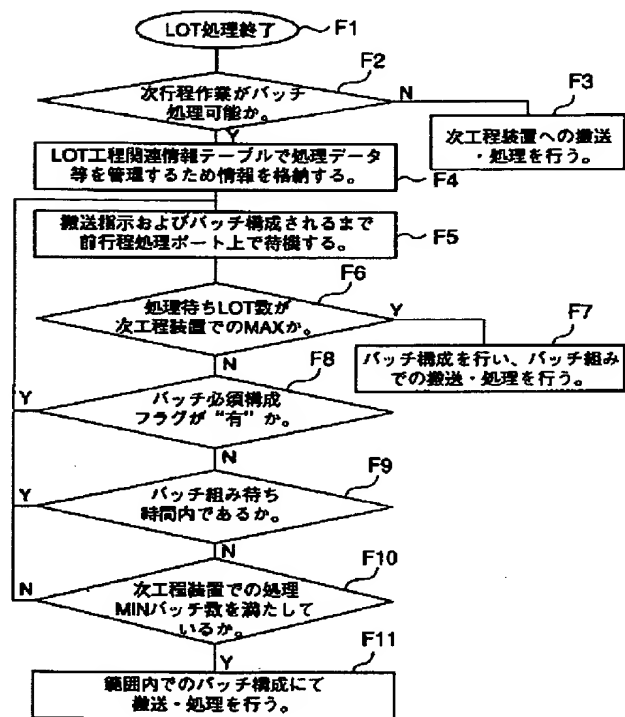 LOT処理終了
F1
F2
次行程作業がバッチ
処理可能か。
N
F3
次工程装置への搬送
・処理を行う。
Y
LOT工程関連情報テーブルで処理データ
等を管理するため情報を格納する。
F4
搬送指示およびバッチ構成されるまで
前行程処理ポート上で待機する。
F5
F6
処理待ちLOT数が
次工程装置でのMAXか。
Y
F7
バッチ構成を行い、バッチ組み
での搬送・処理を行う。
N
F8
Y
バッチ必須構成
フラグが“有”か。
N
F9
Y
バッチ組み待ち
時間内であるか。
N
F10
N
次工程装置での処理
MINバッチ数を満たして
いるか。
Y
F11
範囲内でのバッチ構成にて
搬送・処理を行う。